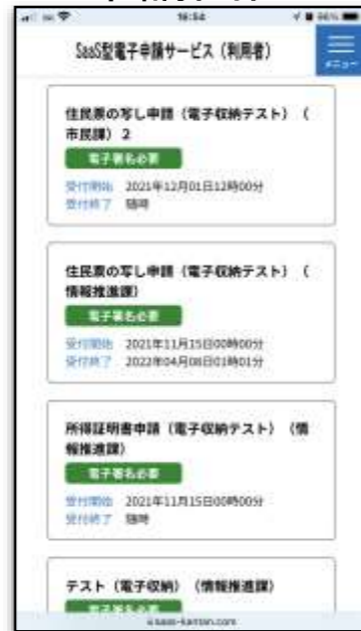 16:54
SaaS型電子申請サービス（利用者）
メニュー
住民票の写し申請（電子収納テスト）（
市民課）2
電子署名必要
受付開始 2021年12月01日12時00分
受付終了 随時
住民票の写し申請（電子収納テスト）（
情報推進課）
電子署名必要
受付開始 2021年11月15日00時00分
受付終了 2022年04月08日01時01分
所得証明書申請（電子収納テスト）（情
報推進課）
電子署名必要
受付開始 2021年11月15日00時00分
受付終了 随時
テスト（電子収納）（情報推進課）
電子署名必要